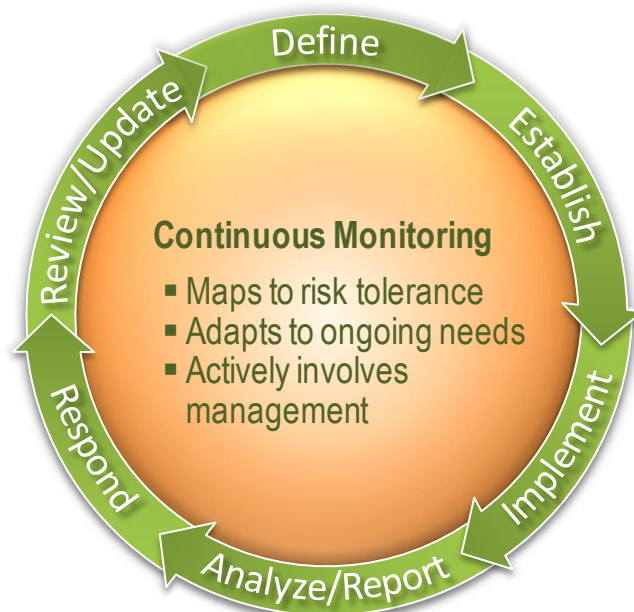 Define
Establish
Implement
Analyze/Report
Respond
Review/Update
Continuous Monitoring
▪ Maps to risk tolerance
▪ Adapts to ongoing needs
▪ Actively involves
management